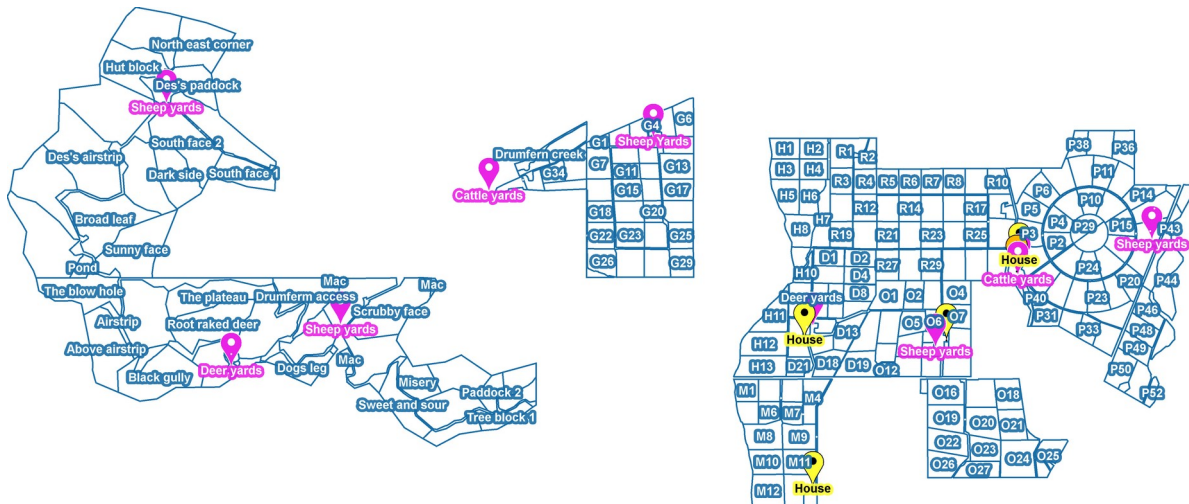 North east corner
Hut block
Des's paddock
Sheep yards
South face 2
Des's airstrip
Dark side
South face 1
Broad leaf
Sunny face
Pond
The blow hole
The plateau
Mac
Drumferm access
Mac
Scrubby face
Airstrip
Root raked deer
Sheep yards
Above airstrip
Deer yards
Dogs leg
Mac
Black gully
Misery
Paddock 2
Sweet and sour
Tree block 1
G6
G4
G1
Sheep Yards
Drumfern creek
G7
G11
G13
G34
Cattle yards
G15
G17
G18
G20
G22
G23
G25
G26
G29
H1
H2
R1
R2
H3
H4
R3
R4
R5
R6
R7
R8
R10
H5
H6
R12
R14
R17
H7
H8
R19
R21
R23
R25
D1
D2
R27
R29
H10
D4
D8
O1
O2
O4
Deer yards
H11
House
D13
O5
O6
O7
Sheep yards
H12
H13
D21
D18
D19
O12
M1
M4
M6
M7
M8
M9
M10
M11
House
M12
O16
O18
O19
O20
O21
O22
O23
O24
O25
O26
O27
P38
P36
P11
P6
P10
P14
P5
P4
P29
P15
P43
P3
P2
Sheep yards
House
P24
Cattle yards
P20
P44
P40
P23
P31
P46
P33
P48
P49
P50
P52